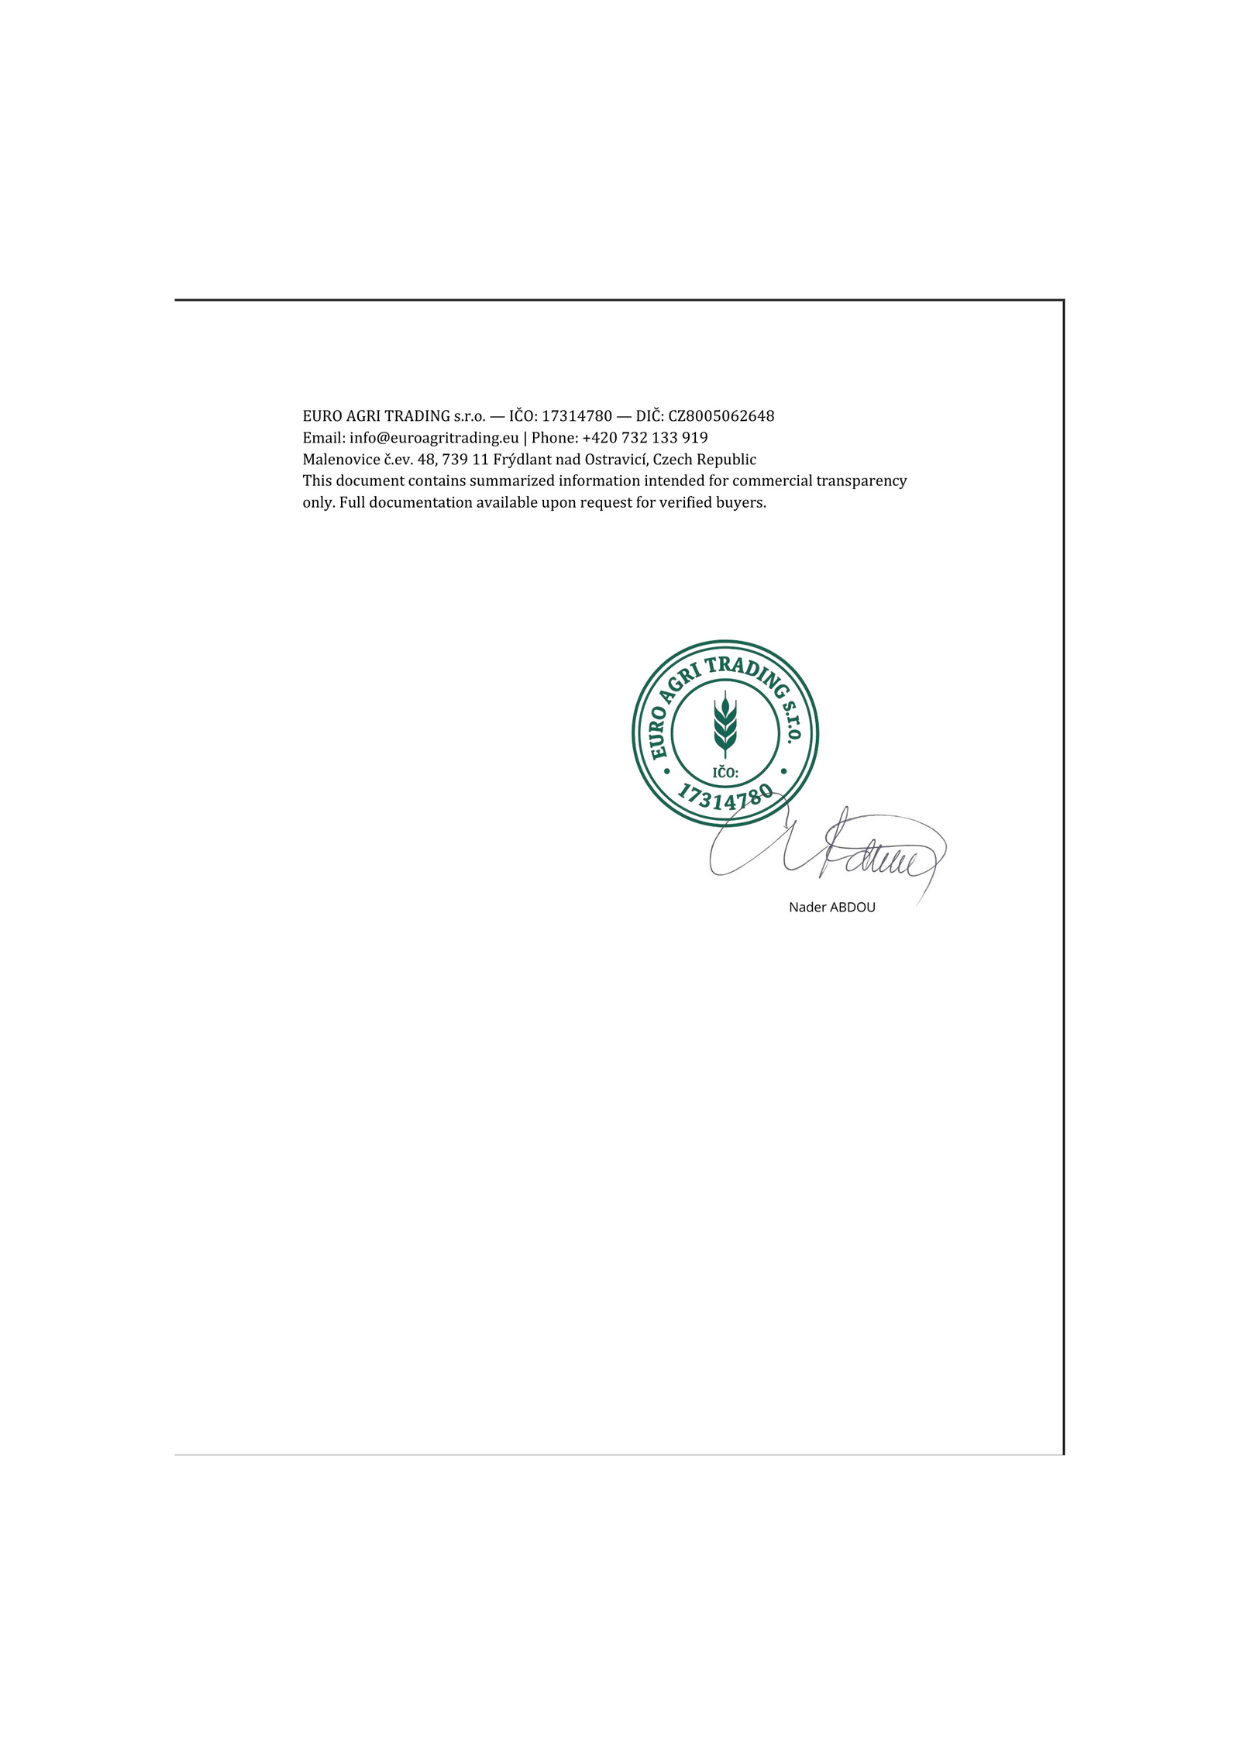 EURO AGRI TRADING s.r.o. — IČO: 17314780 — DIČ: CZ8005062648
Email: info@euroagritrading.eu | Phone: +420 732 133 919
Malenovice č.ev. 48, 739 11 Frýdlant nad Ostravicí, Czech Republic
This document contains summarized information intended for commercial transparency
only. Full documentation available upon request for verified buyers.
EURO AGRI TRADING s.r.o.
IČO:
17314780
Nader ABDOU